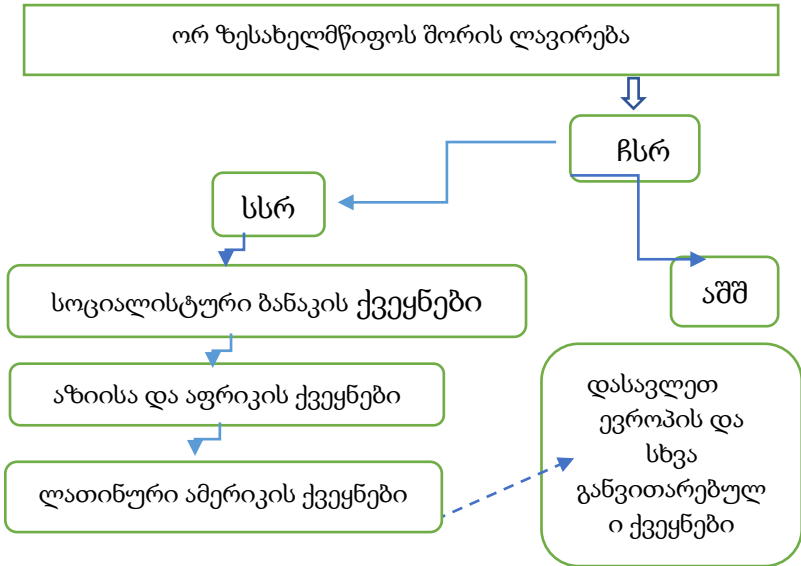 ორ ზესახელმწიფოს შორის ლავირება
ჩსრ
სსრ
აშშ
სოციალისტური ბანაკის ქვეყნები
აზიისა და აფრიკის ქვეყნები
ლათინური ამერიკის ქვეყნები
დასავლეთ
ევროპის და
სხვა
განვითარებულ
ი ქვეყნები